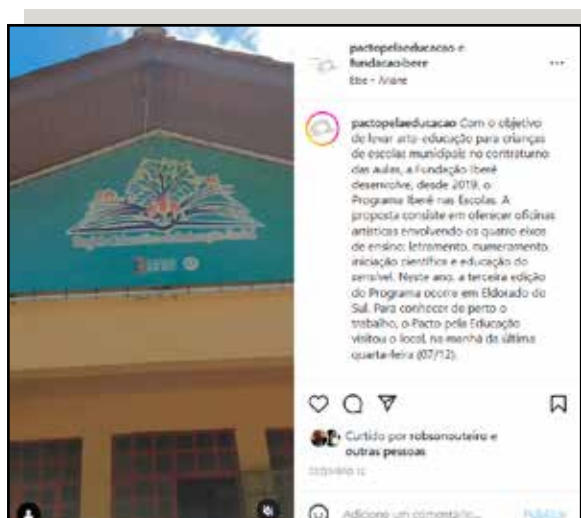 pactopelaeducacao e
fundacaoibere
Elbe • Ariane
pactopelaeducacao Com o objetivo
de levar arte-educação para crianças
de escolas municipais no contraturno
das aulas, a Fundação Iberê
desenvolve, desde 2019, o
Programa Iberê nas Escolas. A
proposta consiste em oferecer oficinas
artísticas envolvendo os quatro eixos
de ensino: letramento, numeramento,
iniciação científica e educação do
sensível. Neste ano, a terceira edição
do Programa ocorre em Eldorado do
Sul. Para conhecer de perto o
trabalho, o Pacto pela Educação
visitou o local, na manhã da última
quarta-feira (07/12).
Curtido por robsonouteiro e
outras pessoas
Adicione um comentário...
Publicar